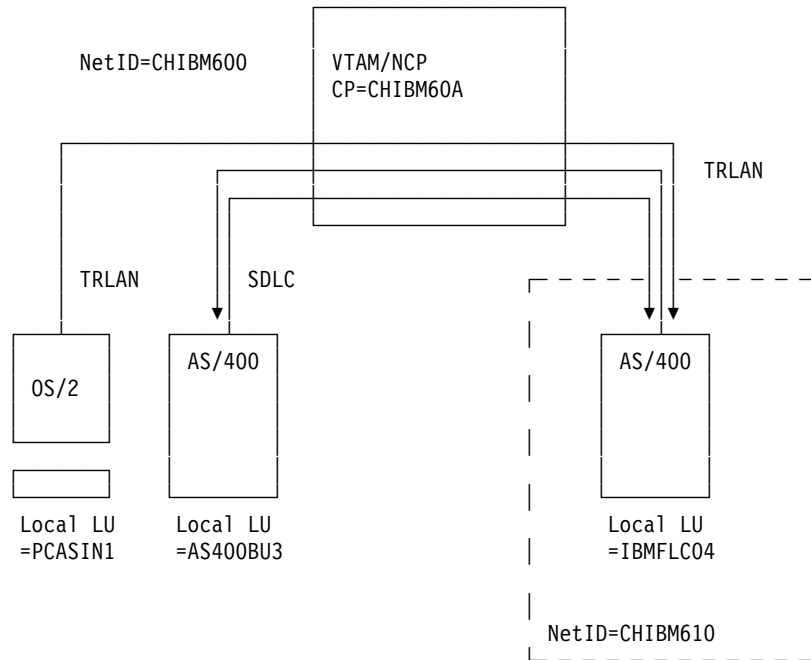 NetID=CHIBM600
VTAM/NCP
CP=CHIBM60A
TRLAN
TRLAN
SDLC
OS/2
AS/400
AS/400
Local LU
=PCASIN1
Local LU
=AS400BU3
Local LU
=IBMFLC04
NetID=CHIBM610